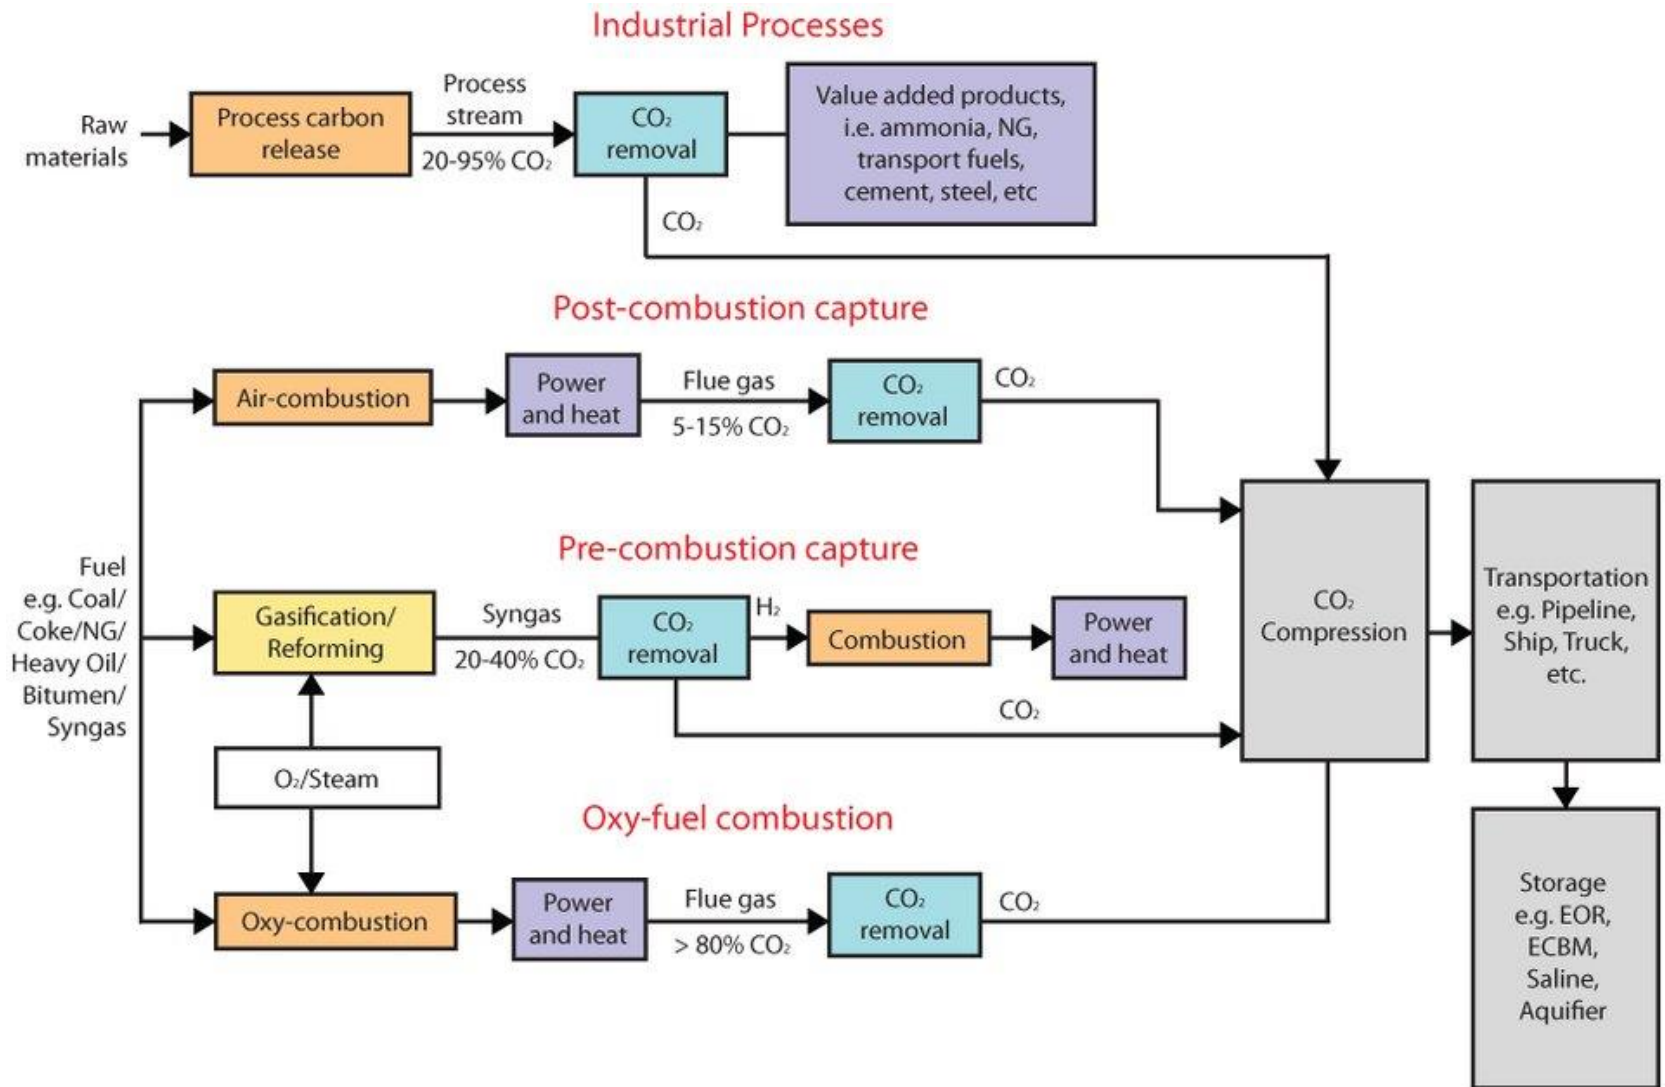 Industrial Processes
Raw
materials
Process carbon
release
Process
stream
20-95% CO₂
CO₂
removal
Value added products,
i.e. ammonia, NG,
transport fuels,
cement, steel, etc
CO₂
Post-combustion capture
Air-combustion
Power
and heat
Flue gas
5-15% CO₂
CO₂
removal
CO₂
Pre-combustion capture
Fuel
e.g. Coal/
Coke/NG/
Heavy Oil/
Bitumen/
Syngas
Gasification/
Reforming
Syngas
20-40% CO₂
CO₂
removal
H₂
Combustion
Power
and heat
CO₂
O₂/Steam
CO₂
Compression
Transportation
e.g. Pipeline,
Ship, Truck,
etc.
Oxy-fuel combustion
Oxy-combustion
Power
and heat
Flue gas
> 80% CO₂
CO₂
removal
CO₂
Storage
e.g. EOR,
ECBM,
Saline,
Aquifier